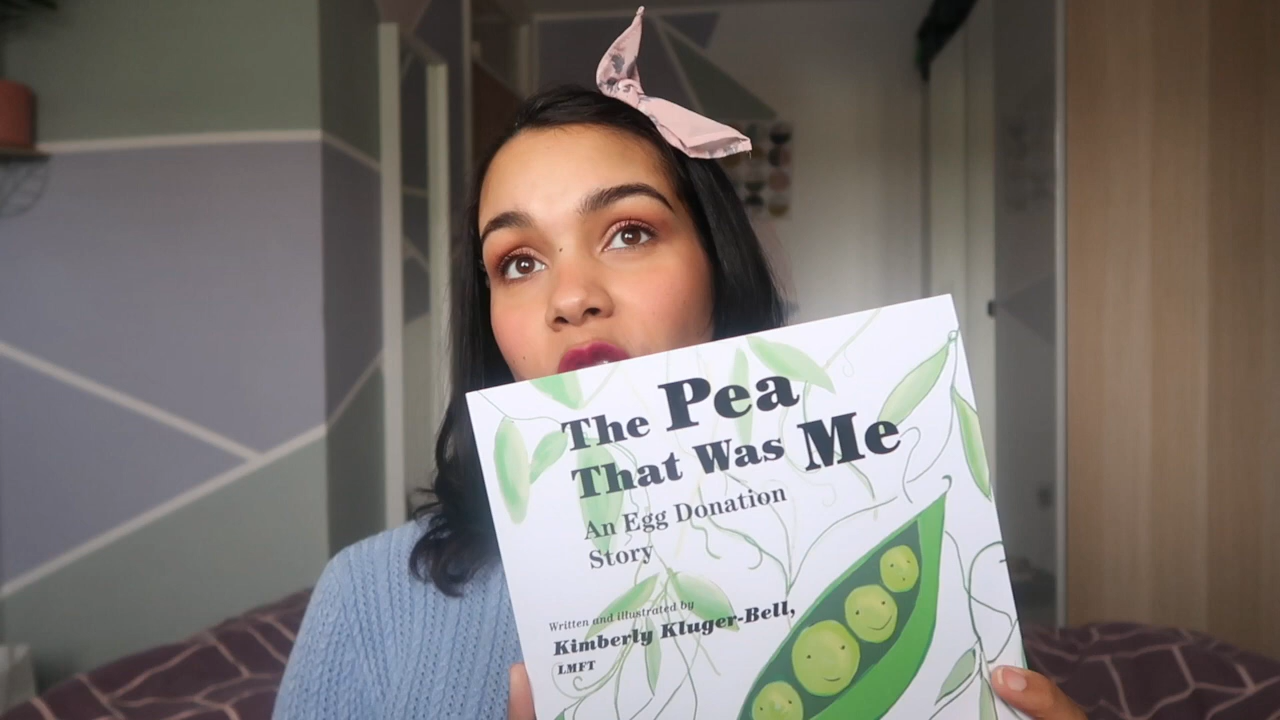 The Pea
That Was Me
An Egg Donation
Story
Written and illustrated by
Kimberly Kluger-Bell,
LMFT